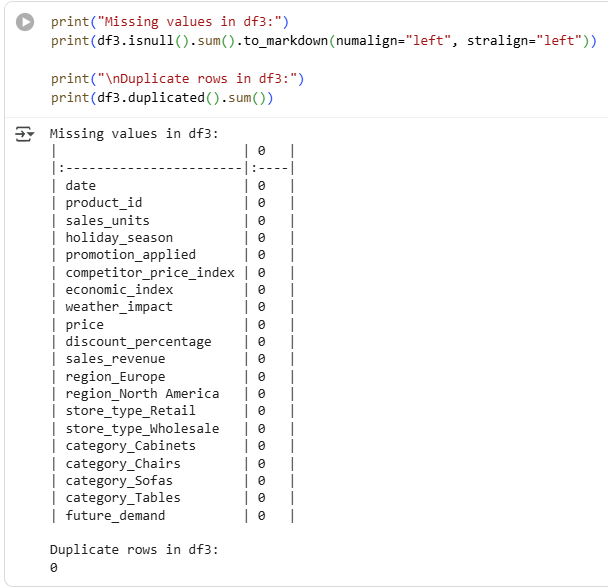 print("Missing values in df3:")
print(df3.isnull().sum().to_markdown(numalign="left", stralign="left"))
print("\nDuplicate rows in df3:")
print(df3.duplicated().sum())
Missing values in df3:
|                        | 0   |
|:-----------------------|:----|
| date                   | 0   |
| product_id             | 0   |
| sales_units            | 0   |
| holiday_season         | 0   |
| promotion_applied      | 0   |
| competitor_price_index | 0   |
| economic_index         | 0   |
| weather_impact         | 0   |
| price                  | 0   |
| discount_percentage    | 0   |
| sales_revenue          | 0   |
| region_Europe          | 0   |
| region_North America   | 0   |
| store_type_Retail      | 0   |
| store_type_Wholesale   | 0   |
| category_Cabinets      | 0   |
| category_Chairs        | 0   |
| category_Sofas         | 0   |
| category_Tables        | 0   |
| future_demand          | 0   |
Duplicate rows in df3:
0